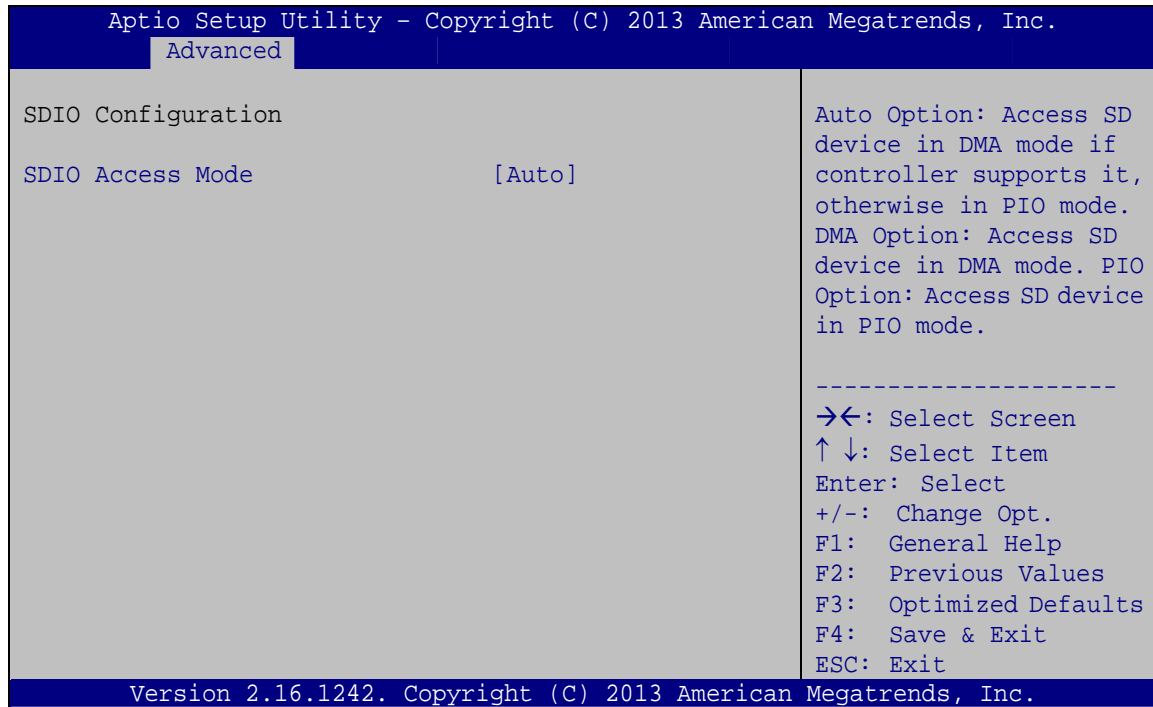 Aptio Setup Utility – Copyright (C) 2013 American Megatrends, Inc.
Advanced
SDIO Configuration
SDIO Access Mode [Auto]
Auto Option: Access SD
device in DMA mode if
controller supports it,
otherwise in PIO mode.
DMA Option: Access SD
device in DMA mode. PIO
Option: Access SD device
in PIO mode.
---------------------
→←: Select Screen
↑ ↓: Select Item
Enter: Select
+/-: Change Opt.
F1: General Help
F2: Previous Values
F3: Optimized Defaults
F4: Save & Exit
ESC: Exit
Version 2.16.1242. Copyright (C) 2013 American Megatrends, Inc.